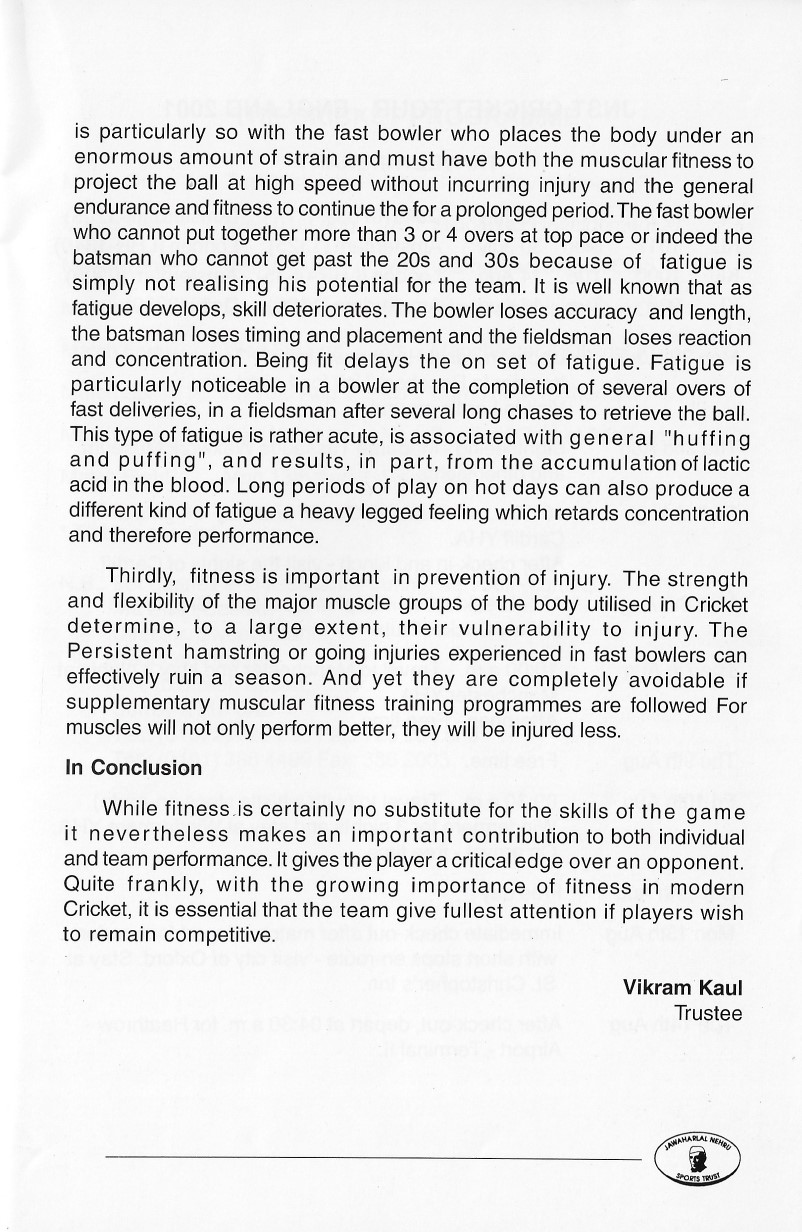 is particularly so with the fast bowler who places the body under an
enormous amount of strain and must have both the muscular fitness to
project the ball at high speed without incurring injury and the general
endurance and fitness to continue the for a prolonged period. The fast bowler
who cannot put together more than 3 or 4 overs at top pace or indeed the
batsman who cannot get past the 20s and 30s because of fatigue is
simply not realising his potential for the team. It is well known that as
fatigue develops, skill deteriorates. The bowler loses accuracy and length,
the batsman loses timing and placement and the fieldsman loses reaction
and concentration. Being fit delays the on set of fatigue. Fatigue is
particularly noticeable in a bowler at the completion of several overs of
fast deliveries, in a fieldsman after several long chases to retrieve the ball.
This type of fatigue is rather acute, is associated with general "huffing
and puffing", and results, in part, from the accumulation of lactic
acid in the blood. Long periods of play on hot days can also produce a
different kind of fatigue a heavy legged feeling which retards concentration
and therefore performance.
Thirdly, fitness is important in prevention of injury. The strength
and flexibility of the major muscle groups of the body utilised in Cricket
determine, to a large extent, their vulnerability to injury. The
Persistent hamstring or going injuries experienced in fast bowlers can
effectively ruin a season. And yet they are completely avoidable if
supplementary muscular fitness training programmes are followed For
muscles will not only perform better, they will be injured less.
In Conclusion
While fitness is certainly no substitute for the skills of the game
it nevertheless makes an important contribution to both individual
and team performance. It gives the player a critical edge over an opponent.
Quite frankly, with the growing importance of fitness in modern
Cricket, it is essential that the team give fullest attention if players wish
to remain competitive.
Vikram Kaul
Trustee
JAWAHARLAL NEHRU
SPORTS TRUST